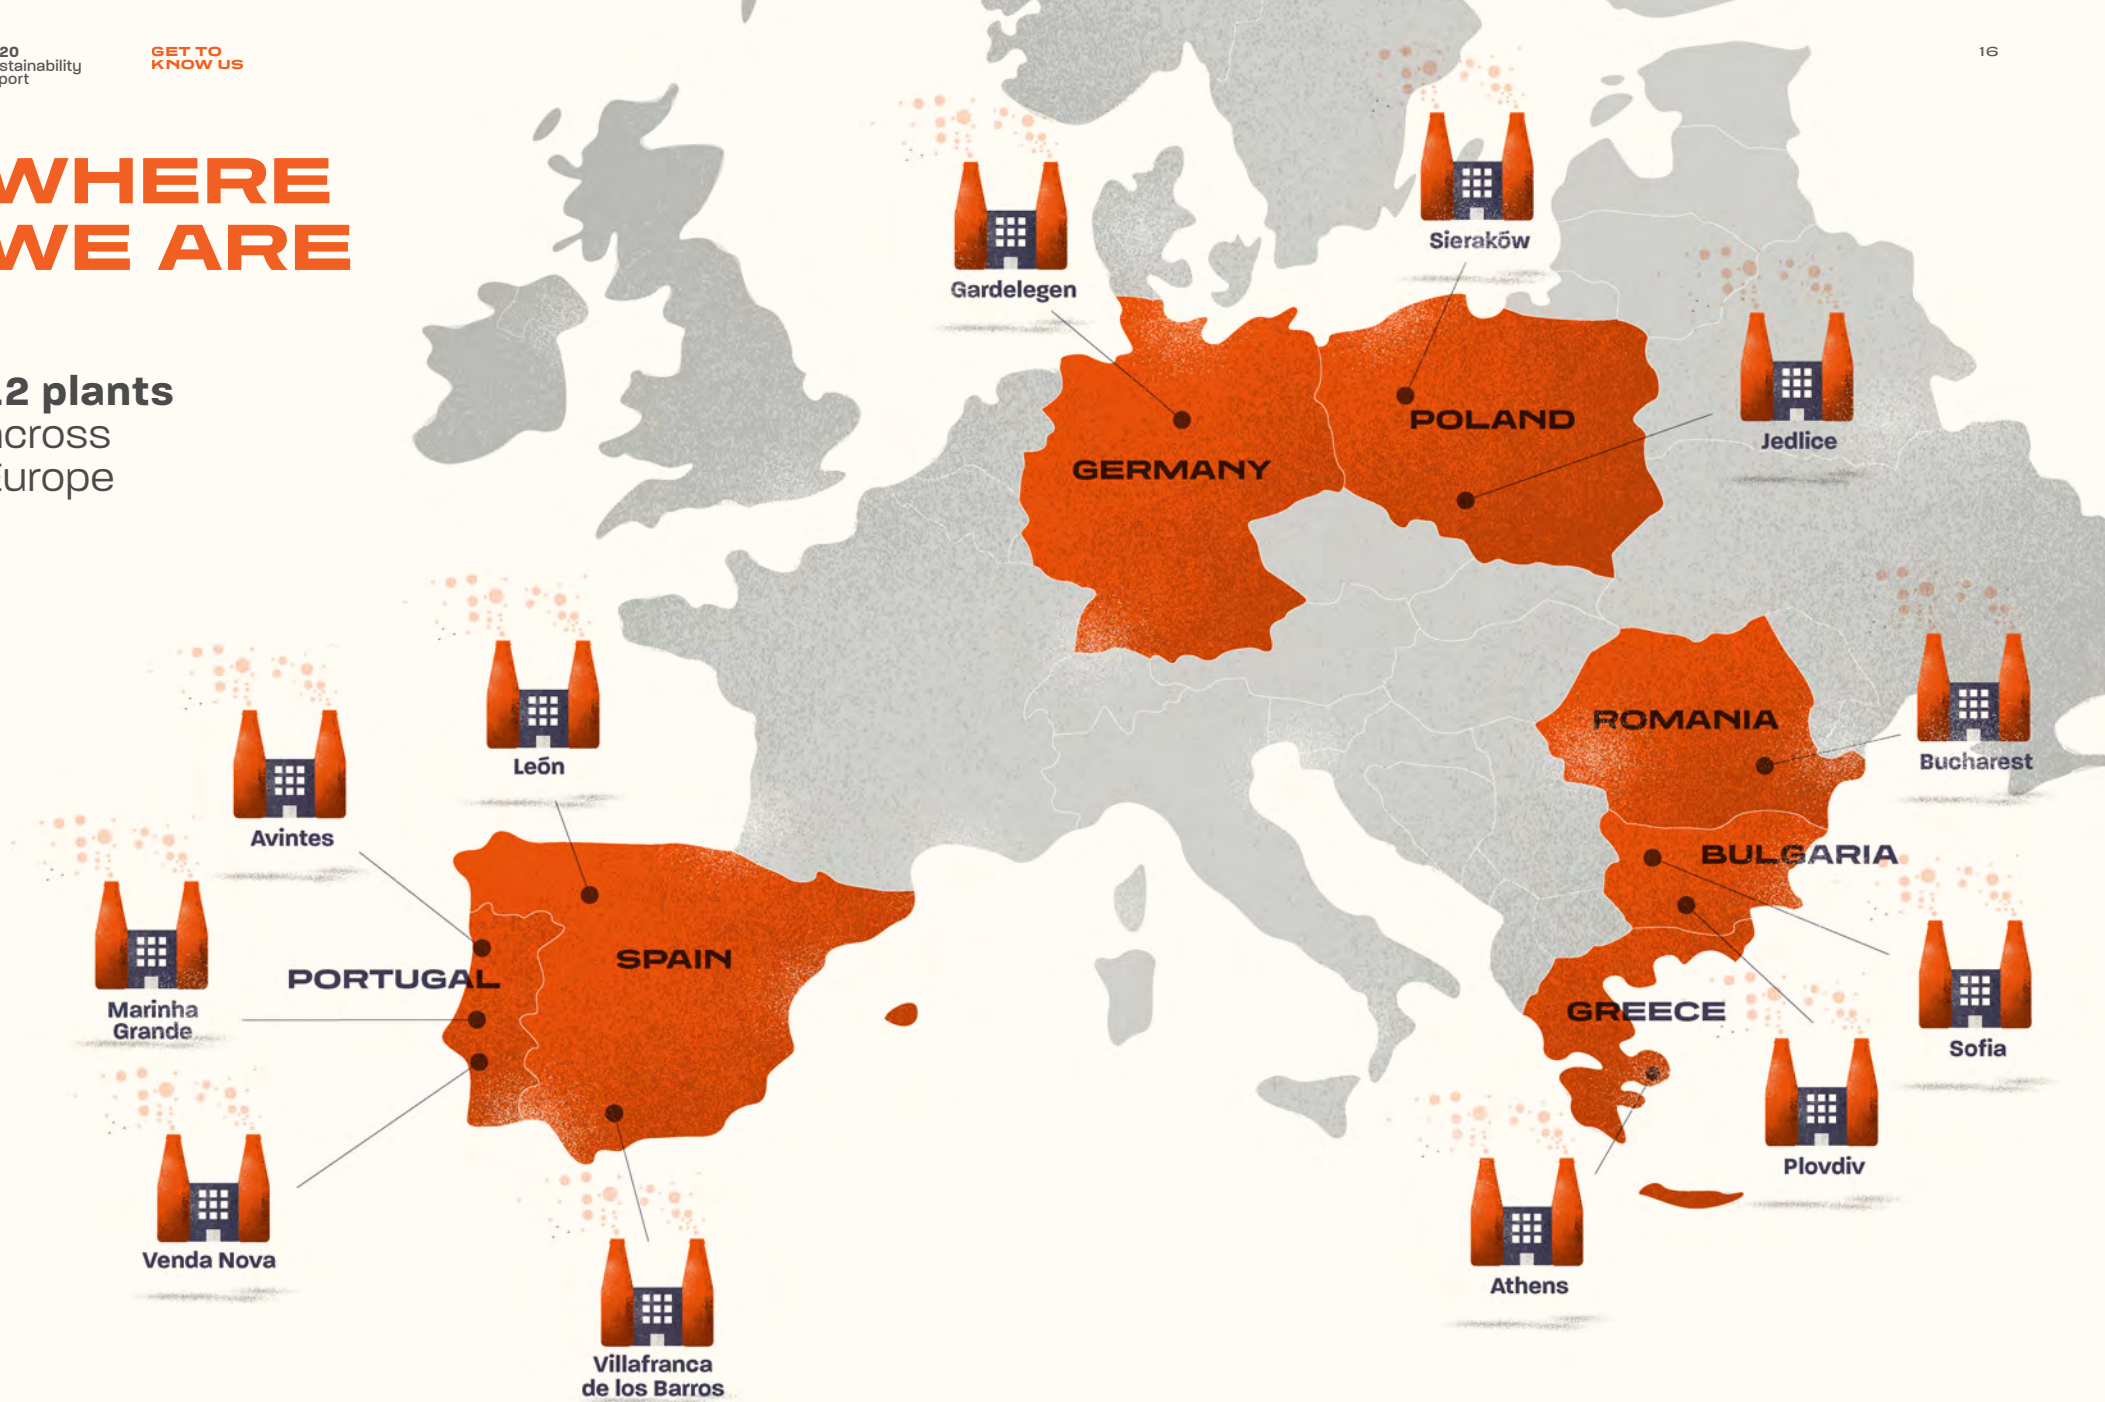 20
stainability
port
GET TO
KNOW US
16
WHERE
WE ARE
.2 plants
across
Europe
Gardelegen
Sieraków
Jedlice
POLAND
GERMANY
León
Avintes
ROMANIA
Bucharest
BULGARIA
SPAIN
PORTUGAL
Marinha
Grande
GREECE
Sofia
Plovdiv
Venda Nova
Athens
Villafranca
de los Barros